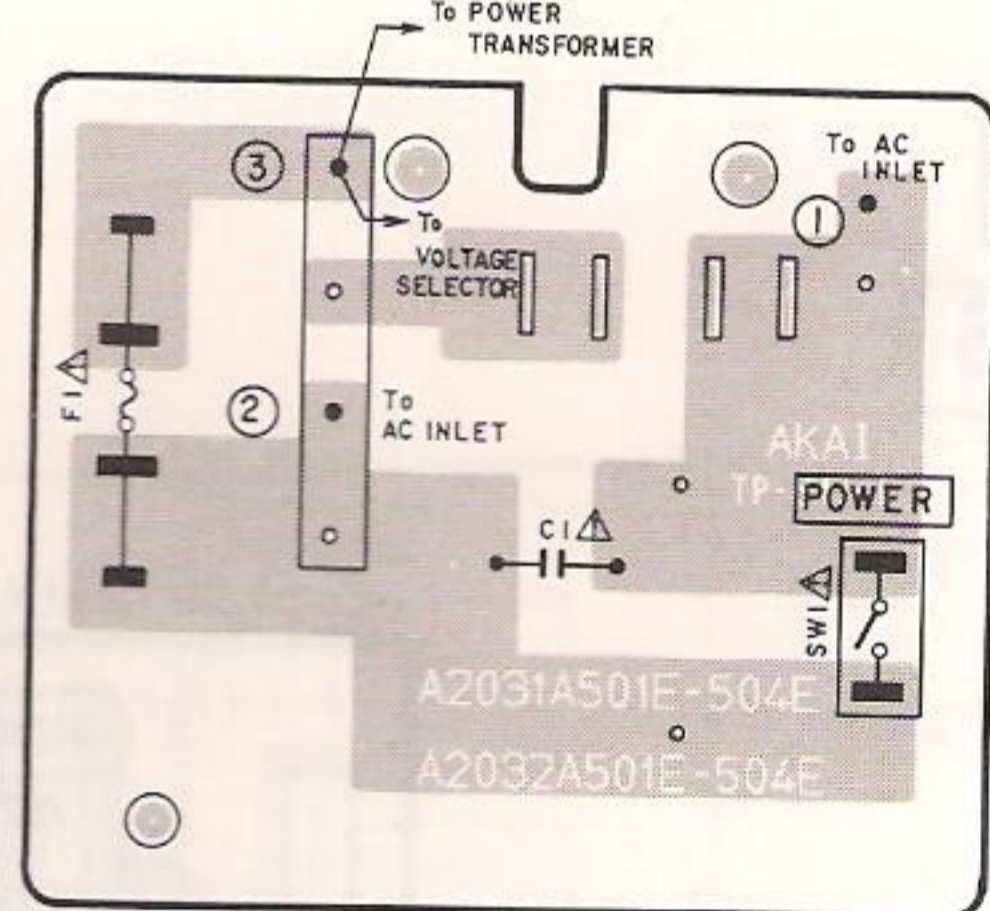 To POWER
TRANSFORMER
To AC
INLET
3
1
To
VOLTAGE
SELECTOR
F1
2
To
AC INLET
AKAI
TP-
POWER
C1
SW1
A2031A501E-504E
A2032A501E-504E